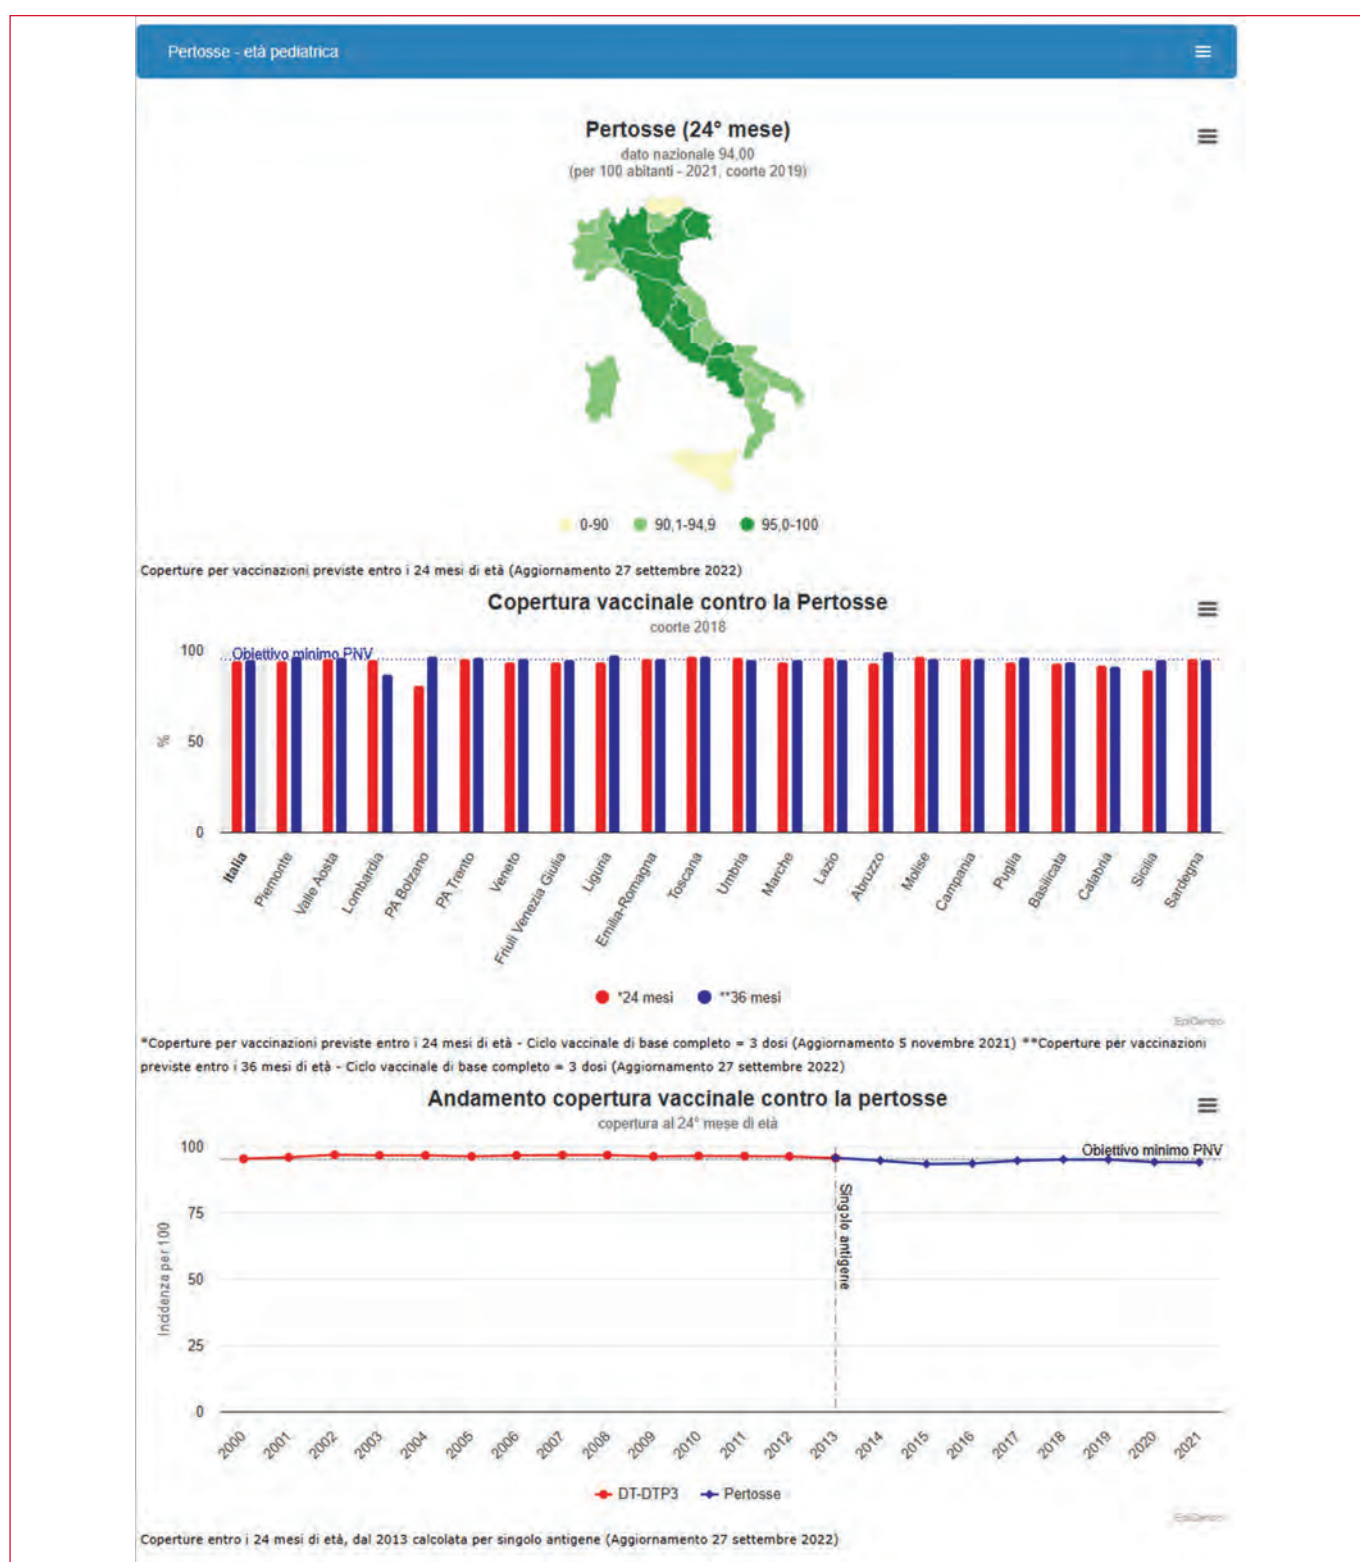 Pertosse - età pediatrica
Pertosse (24° mese)
dato nazionale 94,00
(per 100 abitanti - 2021, coorte 2019)
0-90 90,1-94,9 95,0-100
Coperture per vaccinazioni previste entro i 24 mesi di età (Aggiornamento 27 settembre 2022)
Copertura vaccinale contro la Pertosse
coorte 2018
100
Obiettivo minimo PNV
50
%
0
Italia
Piemonte
Valle Aosta
Lombardia
PA Bolzano
PA Trento
Veneto
Friuli Venezia Giulia
Liguria
Emilia-Romagna
Toscana
Umbria
Marche
Lazio
Abruzzo
Molise
Campania
Puglia
Basilicata
Calabria
Sicilia
Sardegna
*24 mesi **36 mesi
EpiCentro
*Coperture per vaccinazioni previste entro i 24 mesi di età - Ciclo vaccinale di base completo = 3 dosi (Aggiornamento 5 novembre 2021) **Coperture per vaccinazioni
previste entro i 36 mesi di età - Ciclo vaccinale di base completo = 3 dosi (Aggiornamento 27 settembre 2022)
Andamento copertura vaccinale contro la pertosse
copertura al 24° mese di età
100
Obiettivo minimo PNV
75
50
25
0
Incidenza per 100
Singolo antigene
2000
2001
2002
2003
2004
2005
2006
2007
2008
2009
2010
2011
2012
2013
2014
2015
2016
2017
2018
2019
2020
2021
DT-DTP3 Pertosse
EpiCentro
Coperture entro i 24 mesi di età, dal 2013 calcolata per singolo antigene (Aggiornamento 27 settembre 2022)